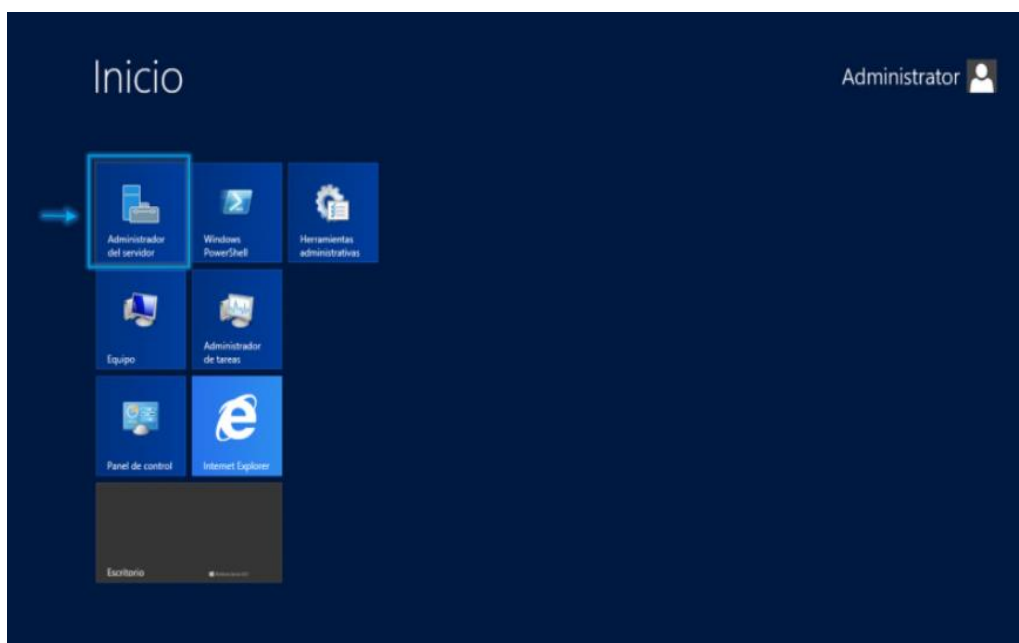 Inicio
Administrator
Administrador
del servidor
Windows
PowerShell
Herramientas
administrativas
Equipo
Administrador
de tareas
Panel de control
Internet Explorer
Escritorio